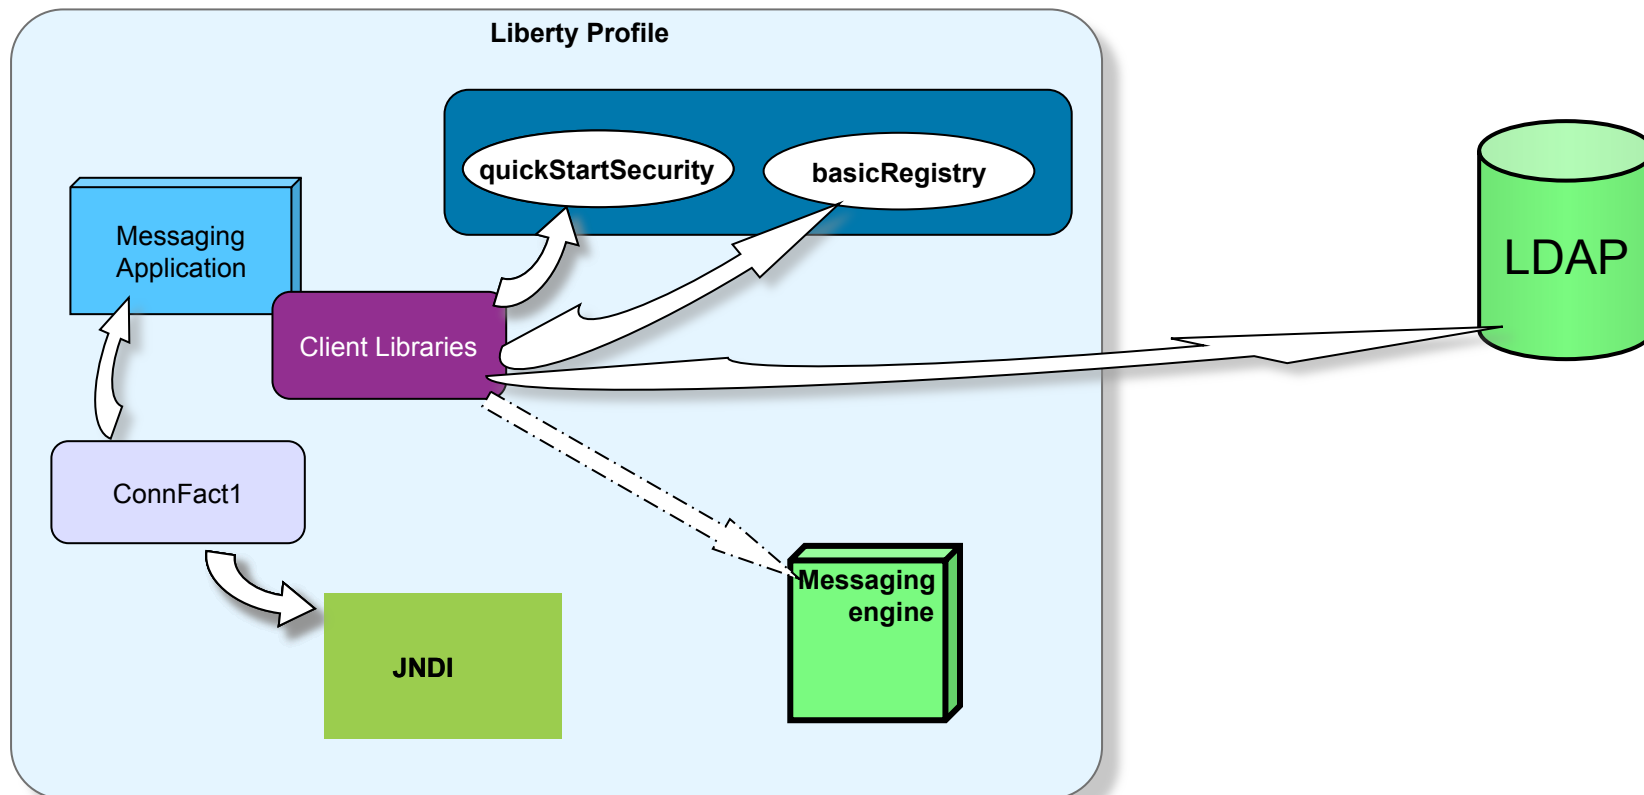 Liberty Profile
quickStartSecurity
basicRegistry
Messaging
Application
LDAP
Client Libraries
ConnFact1
Messaging
engine
JNDI